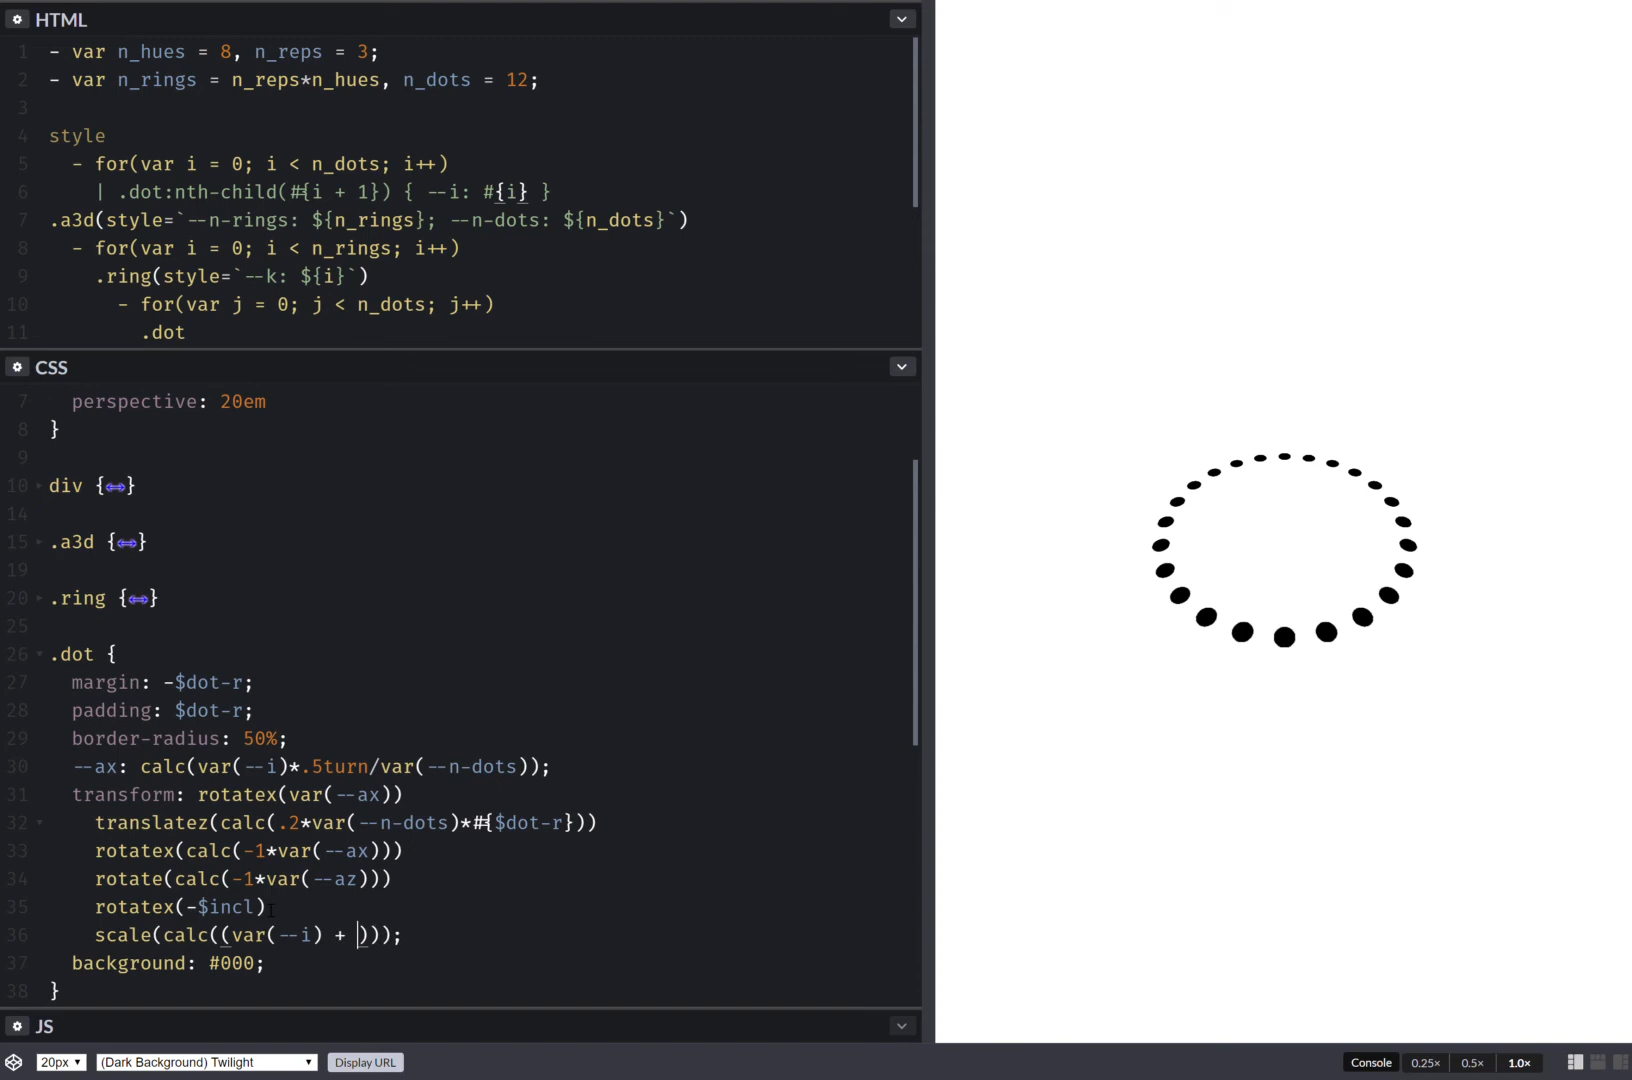 HTML
1 - var n_hues = 8, n_reps = 3;
2 - var n_rings = n_reps*n_hues, n_dots = 12;
3
4 style
5 - for(var i = 0; i < n_dots; i++)
6 | .dot:nth-child(#{i + 1}) { --i: #{i} }
7 .a3d(style=`--n-rings: ${n_rings}; --n-dots: ${n_dots}`)
8 - for(var i = 0; i < n_rings; i++)
9 .ring(style=`--k: ${i}`)
10 - for(var j = 0; j < n_dots; j++)
11 .dot
CSS
7 perspective: 20em
8 }
9
10 div {↔}
14
15 .a3d {↔}
19
20 .ring {↔}
25
26 .dot {
27 margin: -$dot-r;
28 padding: $dot-r;
29 border-radius: 50%;
30 --ax: calc(var(--i)*.5turn/var(--n-dots));
31 transform: rotatex(var(--ax))
32 translatez(calc(.2*var(--n-dots)*#{$dot-r}))
33 rotatex(calc(-1*var(--ax)))
34 rotate(calc(-1*var(--az)))
35 rotatex(-$incl)
36 scale(calc((var(--i) + )));
37 background: #000;
38 }
JS
20px (Dark Background) Twilight Display URL Console 0.25× 0.5× 1.0×